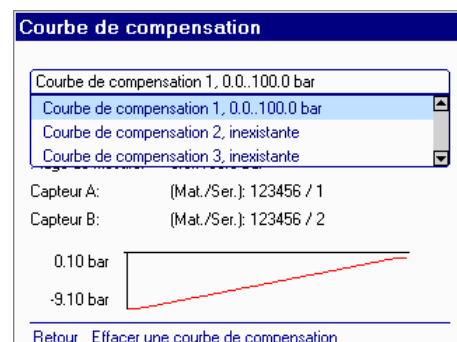 Courbe de compensation
Courbe de compensation 1, 0.0..100.0 bar
Courbe de compensation 1, 0.0..100.0 bar
Courbe de compensation 2, inexistante
Courbe de compensation 3, inexistante
Capteur A: (Mat./Ser.): 123456 / 1
Capteur B: (Mat./Ser.): 123456 / 2
0.10 bar
-9.10 bar
Retour Effacer une courbe de compensation